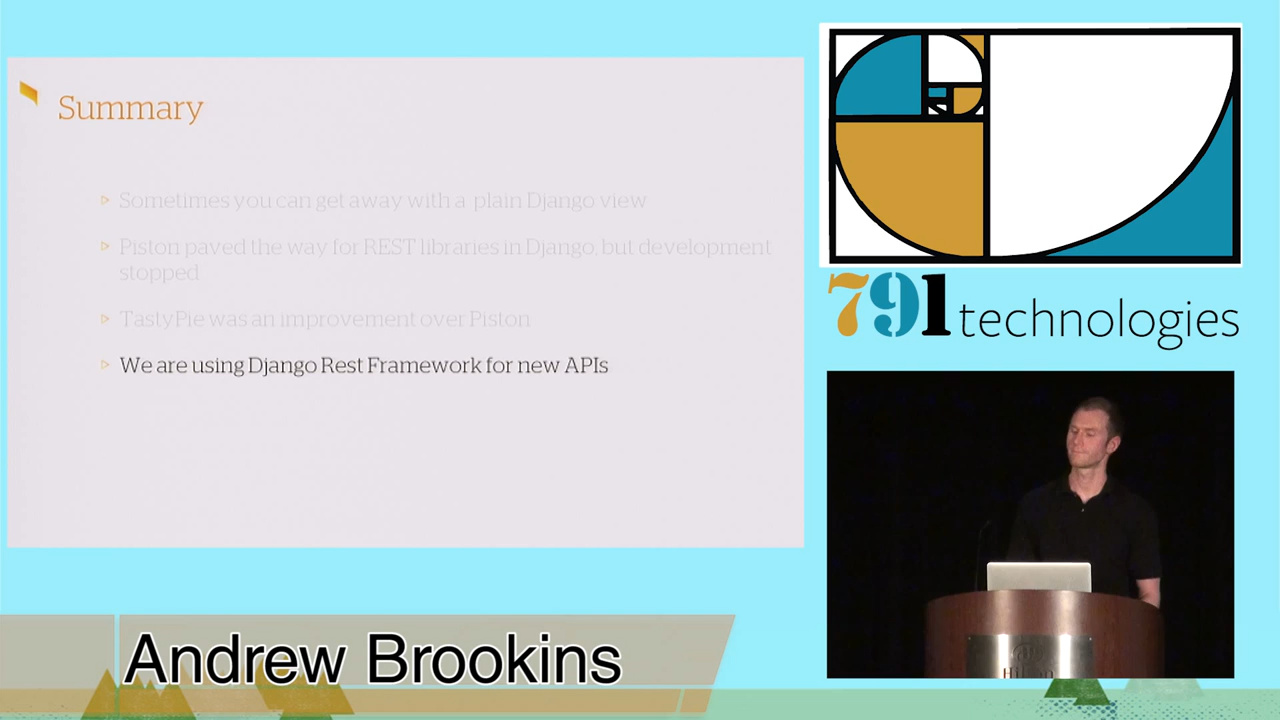 Summary
Sometimes you can get away with a plain Django view
Piston paved the way for REST libraries in Django, but development
stopped
TastyPie was an improvement over Piston
We are using Django Rest Framework for new APIs
791 technologies
Andrew Brookins